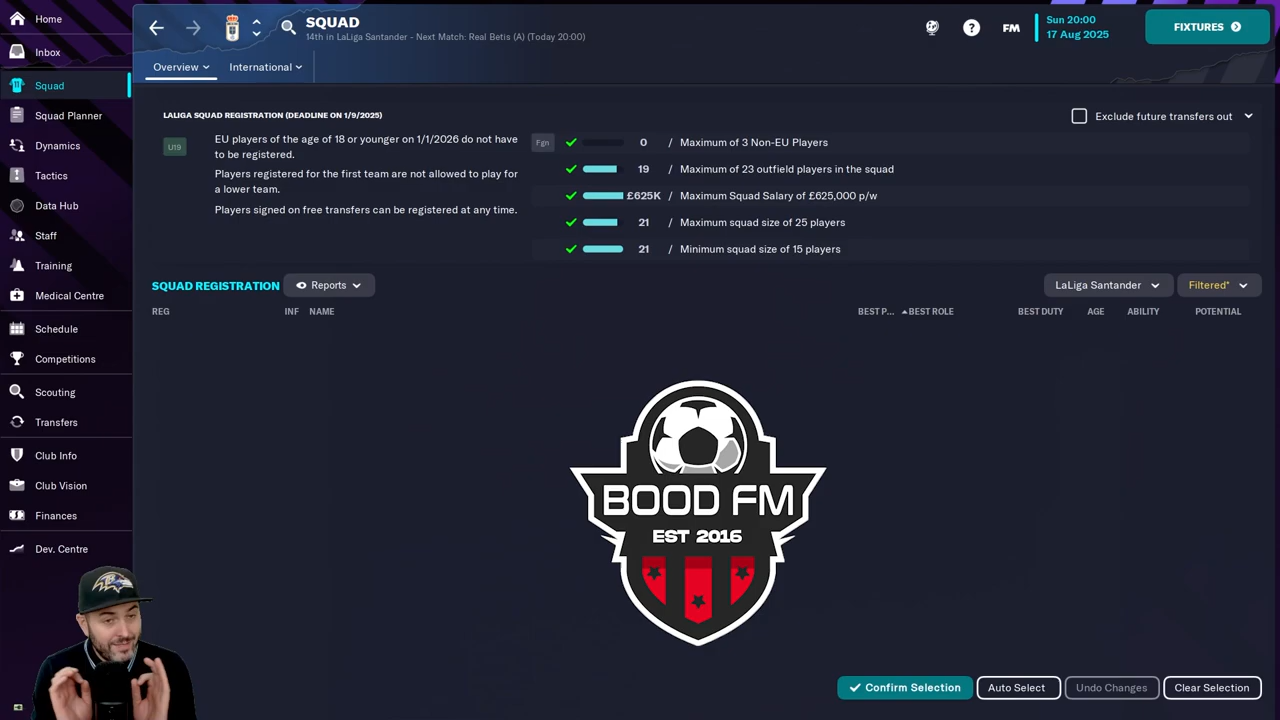 Home
Inbox
Squad
Squad Planner
Dynamics
Tactics
Data Hub
Staff
Training
Medical Centre
Schedule
Competitions
Scouting
Transfers
Club Info
Club Vision
Finances
Dev. Centre
SQUAD
14th in LaLiga Santander - Next Match: Real Betis (A) (Today 20:00)
FM
Sun 20:00
17 Aug 2025
FIXTURES
Overview
International
LALIGA SQUAD REGISTRATION (DEADLINE ON 1/9/2025)
Exclude future transfers out
U19
EU players of the age of 18 or younger on 1/1/2026 do not have
to be registered.
Players registered for the first team are not allowed to play for
a lower team.
Players signed on free transfers can be registered at any time.
Fgn
0 / Maximum of 3 Non-EU Players
19 / Maximum of 23 outfield players in the squad
£625K / Maximum Squad Salary of £625,000 p/w
21 / Maximum squad size of 25 players
21 / Minimum squad size of 15 players
SQUAD REGISTRATION
Reports
LaLiga Santander
Filtered*
REG INF NAME BEST P... BEST ROLE BEST DUTY AGE ABILITY POTENTIAL
BOOD FM
EST 2016
Confirm Selection
Auto Select
Undo Changes
Clear Selection